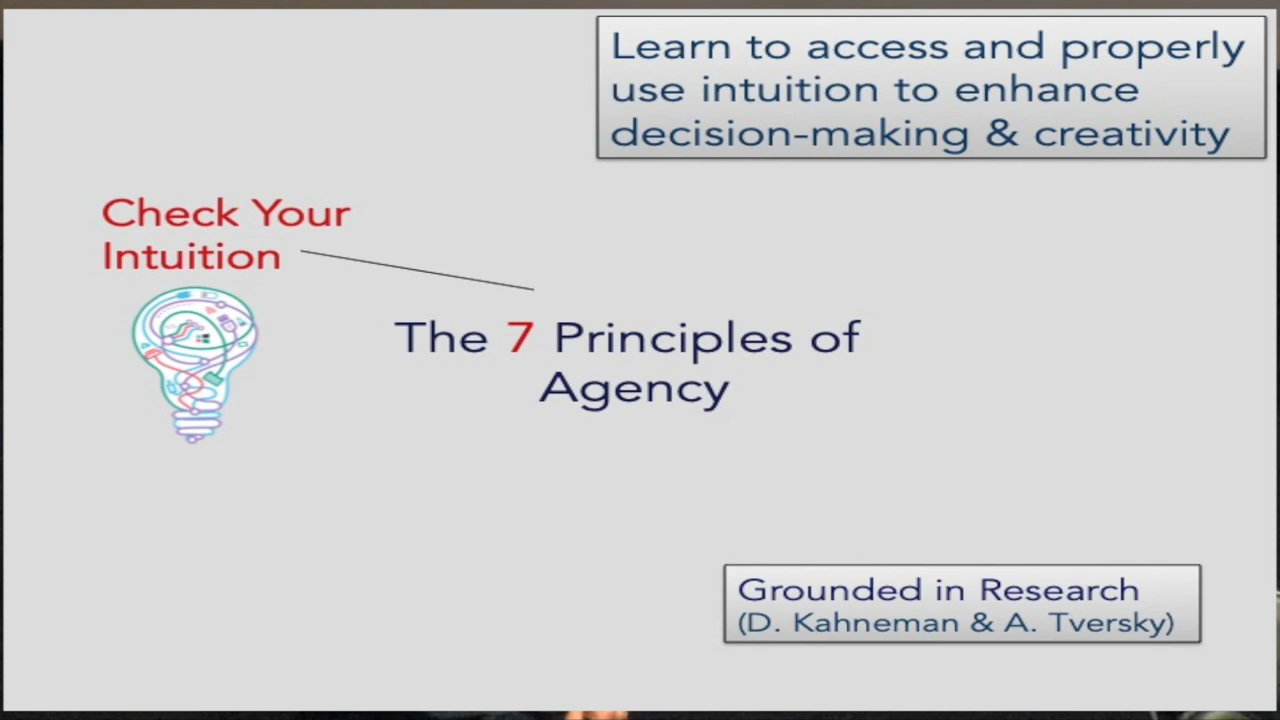 Learn to access and properly
use intuition to enhance
decision-making & creativity
Check Your
Intuition
The 7 Principles of
Agency
Grounded in Research
(D. Kahneman & A. Tversky)